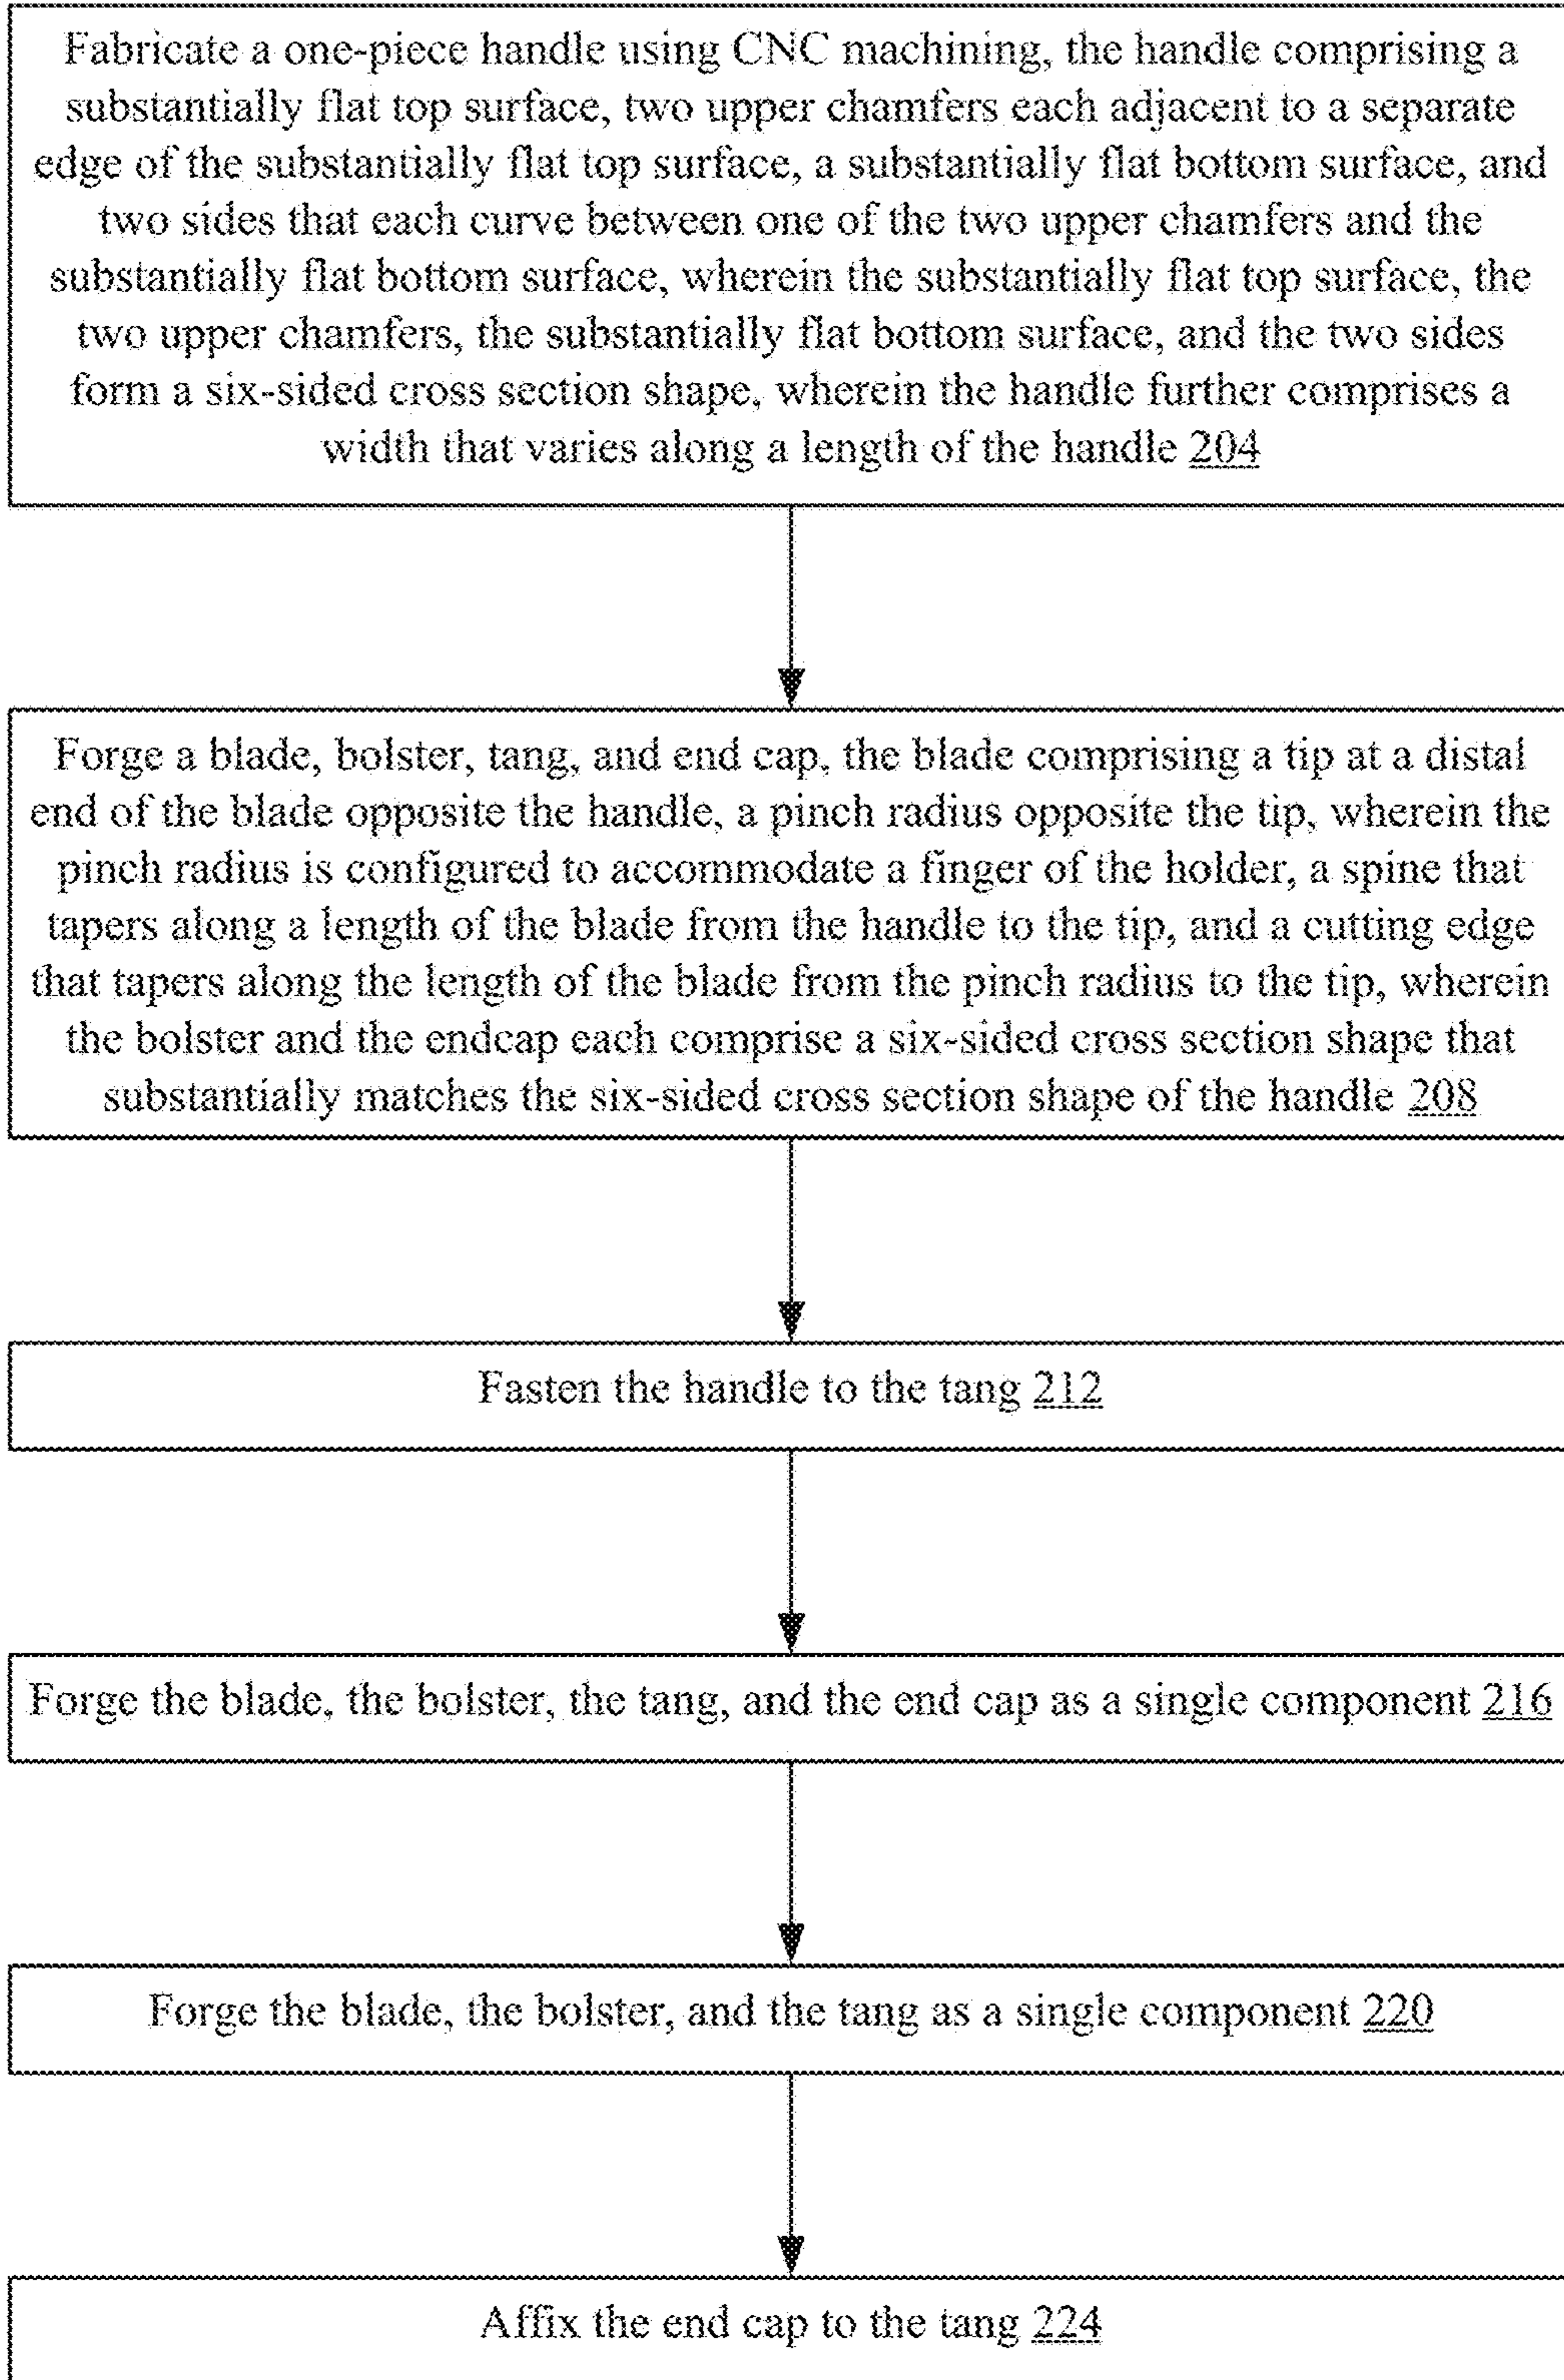 Fabricate a one-piece handle using CNC machining, the handle comprising a
substantially flat top surface, two upper chamfers each adjacent to a separate
edge of the substantially flat top surface, a substantially flat bottom surface, and
two sides that each curve between one of the two upper chamfers and the
substantially flat bottom surface, wherein the substantially flat top surface, the
two upper chamfers, the substantially flat bottom surface, and the two sides
form a six-sided cross section shape, wherein the handle further comprises a
width that varies along a length of the handle 204
Forge a blade, bolster, tang, and end cap, the blade comprising a tip at a distal
end of the blade opposite the handle, a pinch radius opposite the tip, wherein the
pinch radius is configured to accommodate a finger of the holder, a spine that
tapers along a length of the blade from the handle to the tip, and a cutting edge
that tapers along the length of the blade from the pinch radius to the tip, wherein
the bolster and the endcap each comprise a six-sided cross section shape that
substantially matches the six-sided cross section shape of the handle 208
Fasten the handle to the tang 212
Forge the blade, the bolster, the tang, and the end cap as a single component 216
Forge the blade, the bolster, and the tang as a single component 220
Affix the end cap to the tang 224